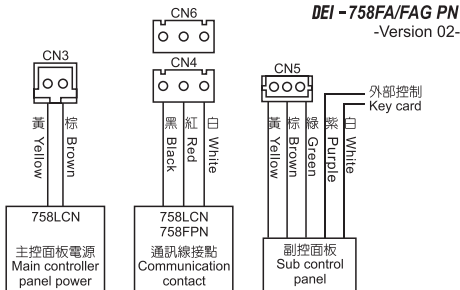 DEI -758FA/FAG PN
-Version 02-
CN6
CN3
CN4
CN5
外部控制
Key card
黃 Yellow
棕 Brown
黑 Black
紅 Red
白 White
黃 Yellow
棕 Brown
綠 Green
紫 Purple
白 White
758LCN
主控面板電源
Main controller
panel power
758LCN
758FPN
通訊線接點
Communication
contact
副控面板
Sub control
panel